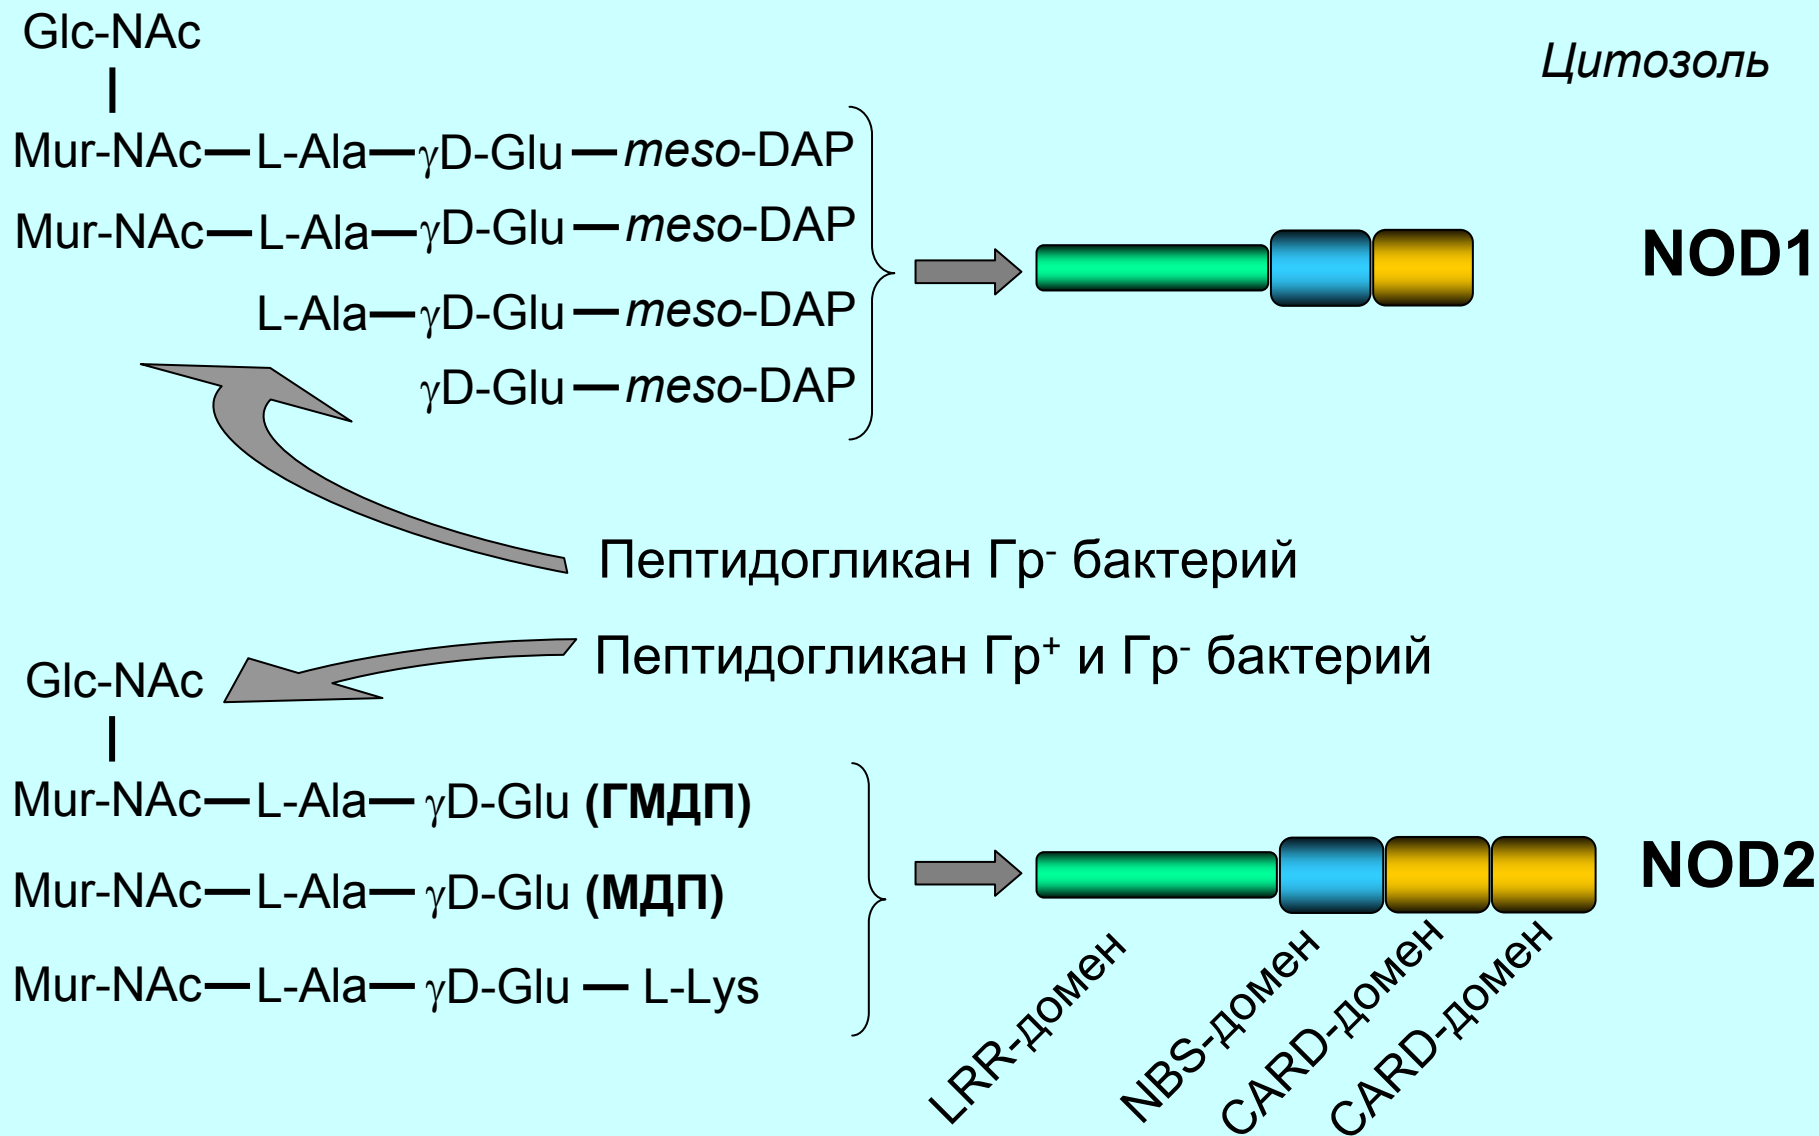 Glc-NAc
Цитозоль
Mur-NAc—L-Ala—γD-Glu—meso-DAP
Mur-NAc—L-Ala—γD-Glu—meso-DAP
NOD1
L-Ala—γD-Glu—meso-DAP
γD-Glu—meso-DAP
Пептидогликан Гр⁻ бактерий
Пептидогликан Гр⁺ и Гр⁻ бактерий
Glc-NAc
Mur-NAc—L-Ala—γD-Glu (ГМДП)
Mur-NAc—L-Ala—γD-Glu (МДП)
NOD2
Mur-NAc—L-Ala—γD-Glu—L-Lys
LRR-домен
NBS-домен
CARD-домен
CARD-домен